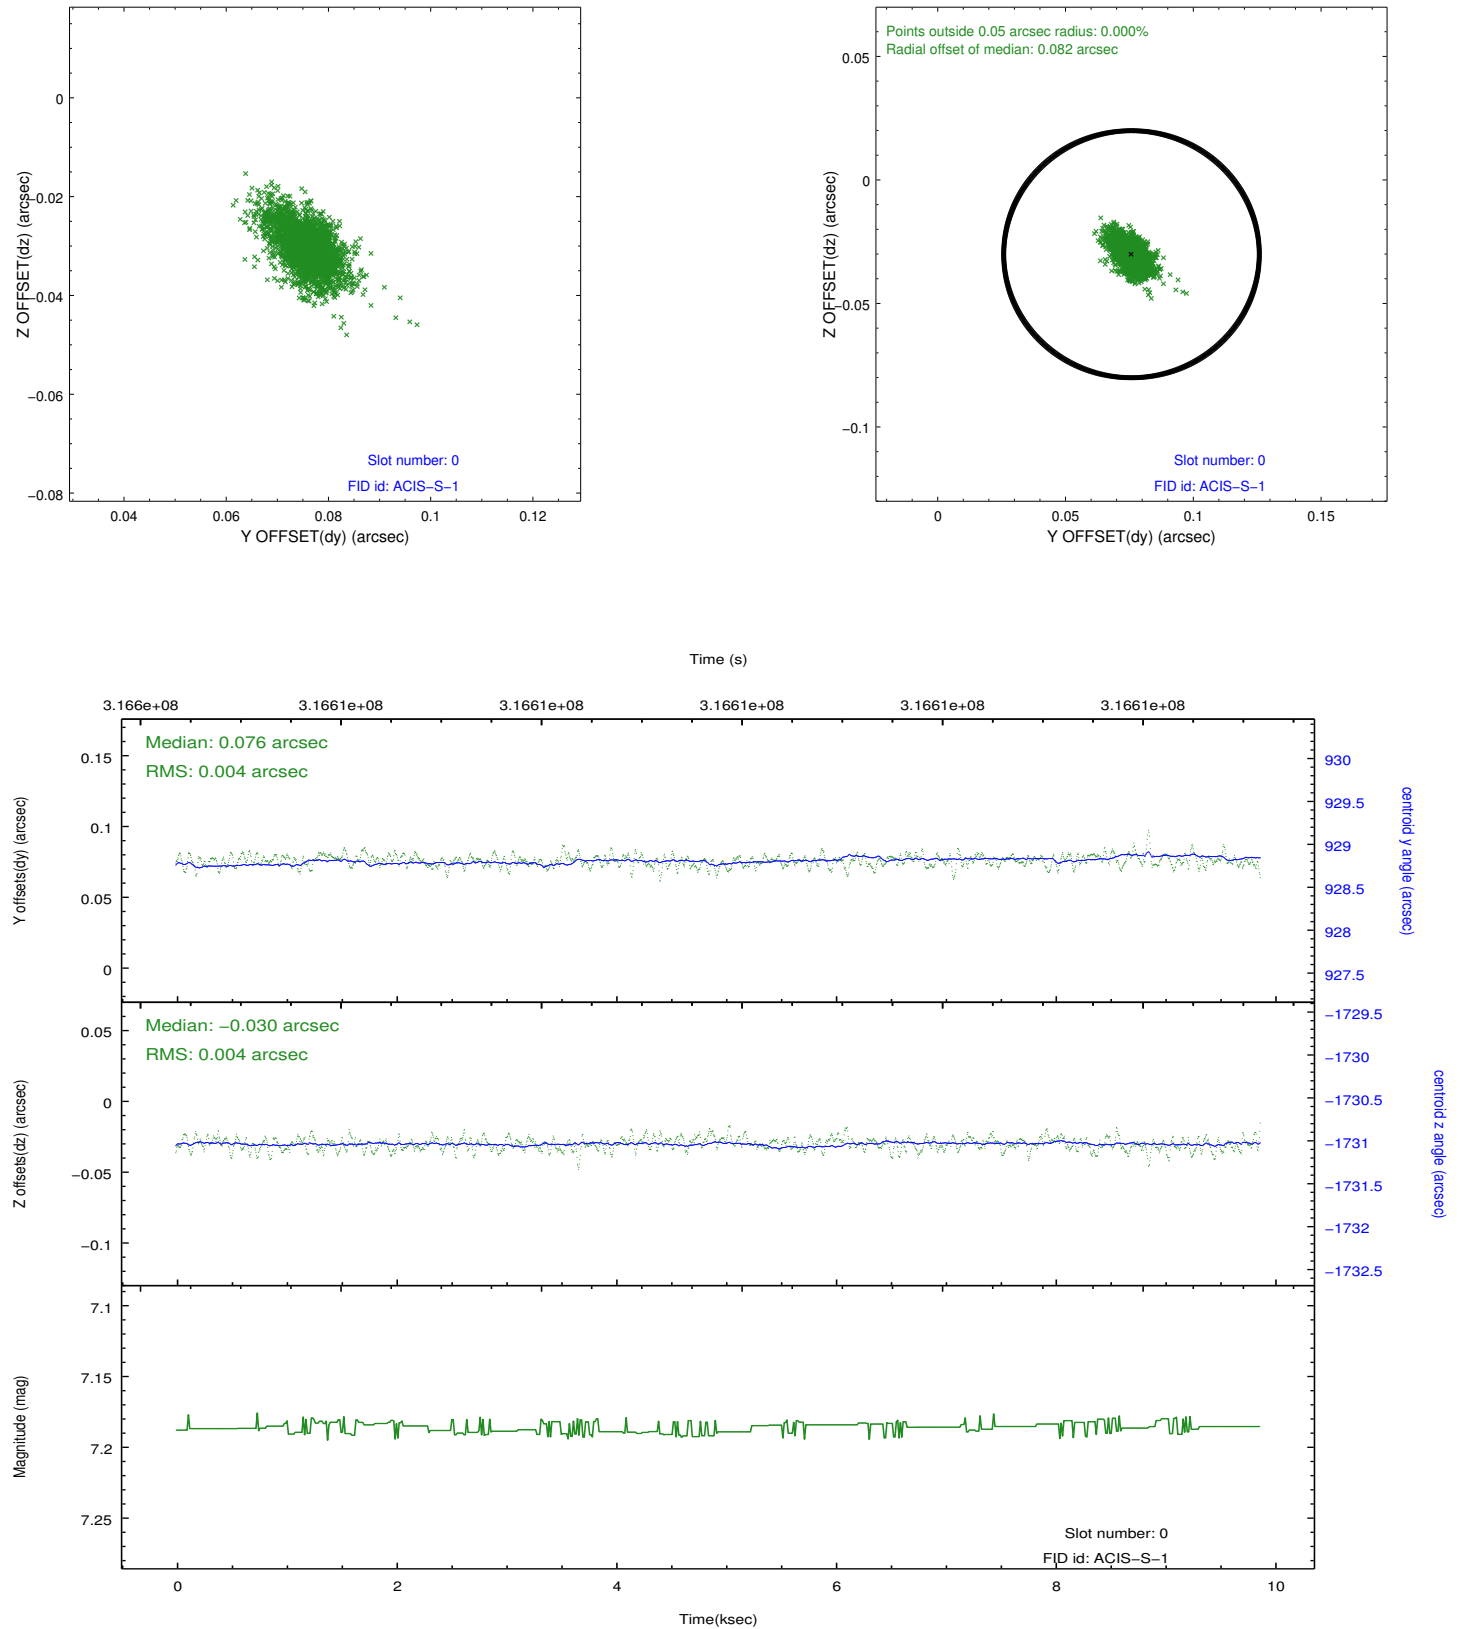 0
−0.02
−0.04
−0.06
−0.08
Z OFFSET(dz) (arcsec)
Slot number: 0
FID id: ACIS−S−1
0.04 0.06 0.08 0.1 0.12
Y OFFSET(dy) (arcsec)
Points outside 0.05 arcsec radius: 0.000%
Radial offset of median: 0.082 arcsec
0.05
0
−0.05
−0.1
Z OFFSET(dz) (arcsec)
Slot number: 0
FID id: ACIS−S−1
0 0.05 0.1 0.15
Y OFFSET(dy) (arcsec)
Time (s)
3.166e+08 3.1661e+08 3.1661e+08 3.1661e+08 3.1661e+08 3.1661e+08
Median: 0.076 arcsec
RMS: 0.004 arcsec
0.15
0.1
0.05
0
Y offsets(dy) (arcsec)
930
929.5
929
928.5
928
927.5
centroid y angle (arcsec)
Median: −0.030 arcsec
RMS: 0.004 arcsec
0.05
0
−0.05
−0.1
Z offsets(dz) (arcsec)
−1729.5
−1730
−1730.5
−1731
−1731.5
−1732
−1732.5
centroid z angle (arcsec)
7.1
7.15
7.2
7.25
Magnitude (mag)
Slot number: 0
FID id: ACIS−S−1
0 2 4 6 8 10
Time(ksec)